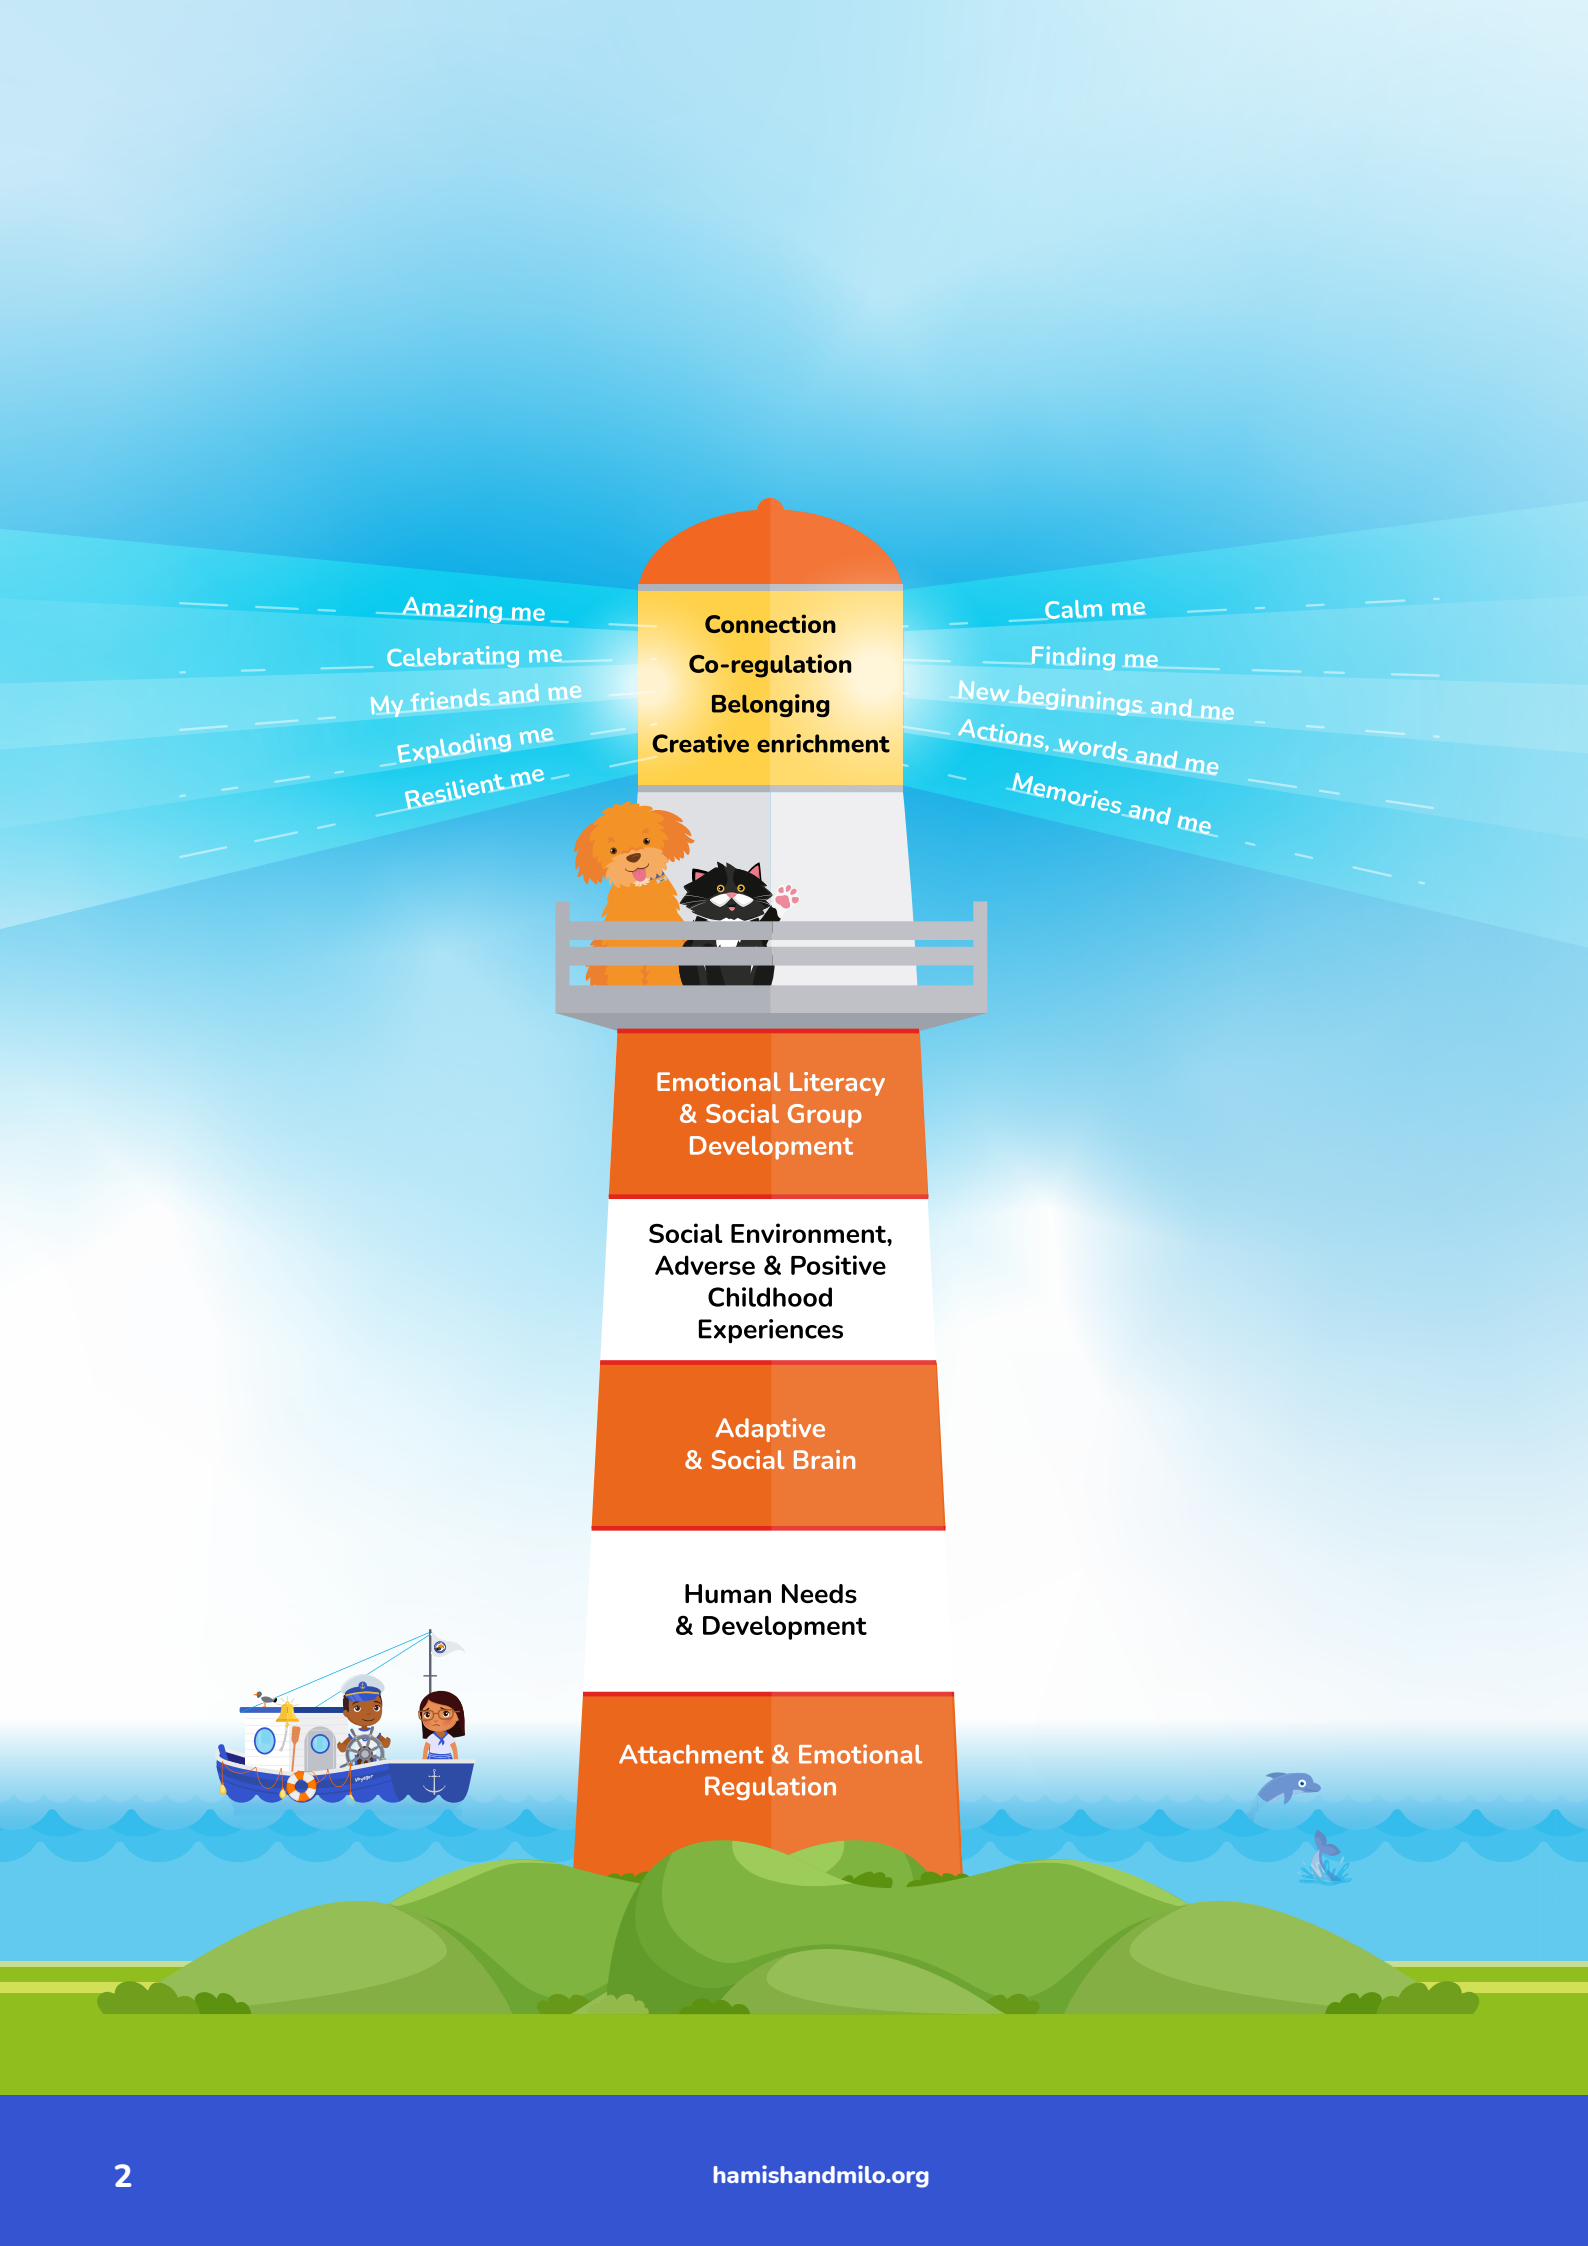 Amazing me
Celebrating me
My friends and me
Exploding me
Resilient me
Connection
Co-regulation
Belonging
Creative enrichment
Calm me
Finding me
New beginnings and me
Actions, words and me
Memories and me
Emotional Literacy
& Social Group
Development
Social Environment,
Adverse & Positive
Childhood
Experiences
Adaptive
& Social Brain
Human Needs
& Development
Voyager
Attachment & Emotional
Regulation
2
hamishandmilo.org